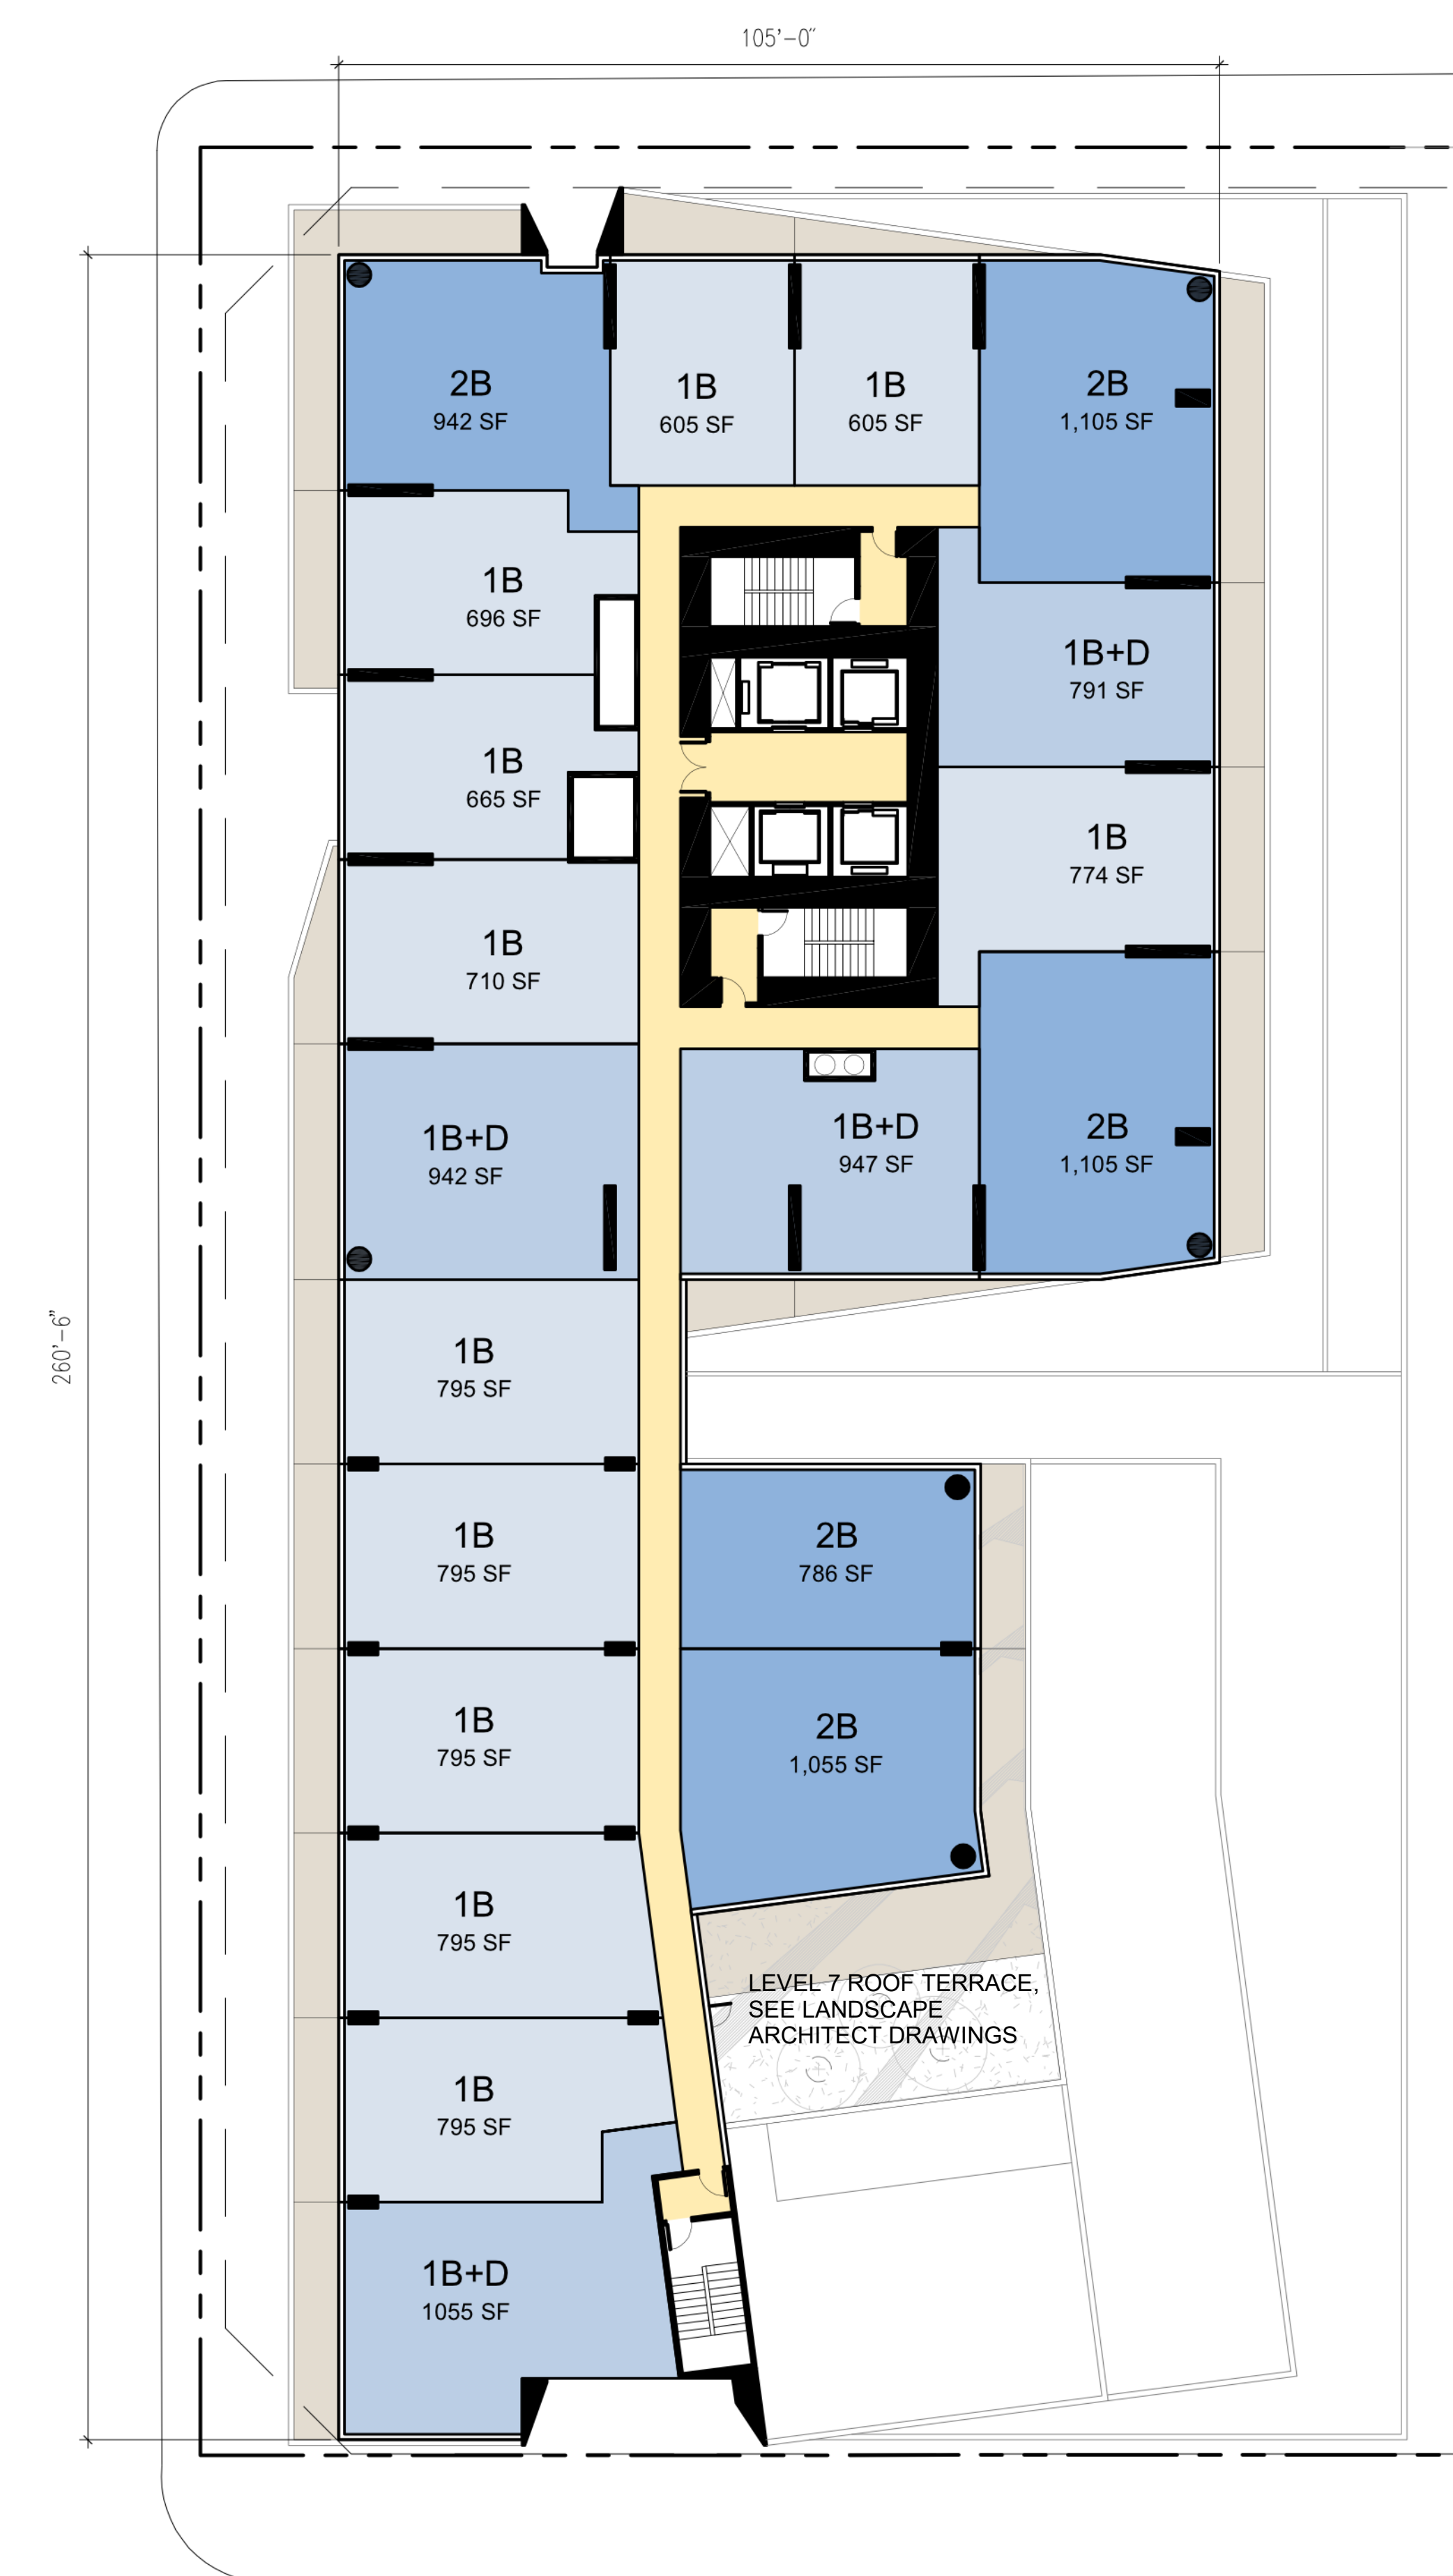 105'-0"
2B
942 SF
1B
605 SF
1B
605 SF
2B
1,105 SF
1B
696 SF
1B+D
791 SF
1B
665 SF
1B
774 SF
1B
710 SF
1B+D
942 SF
1B+D
947 SF
2B
1,105 SF
260'-6"
1B
795 SF
1B
795 SF
2B
786 SF
1B
795 SF
2B
1,055 SF
1B
795 SF
LEVEL 7 ROOF TERRACE,
SEE LANDSCAPE
ARCHITECT DRAWINGS
1B
795 SF
1B+D
1055 SF